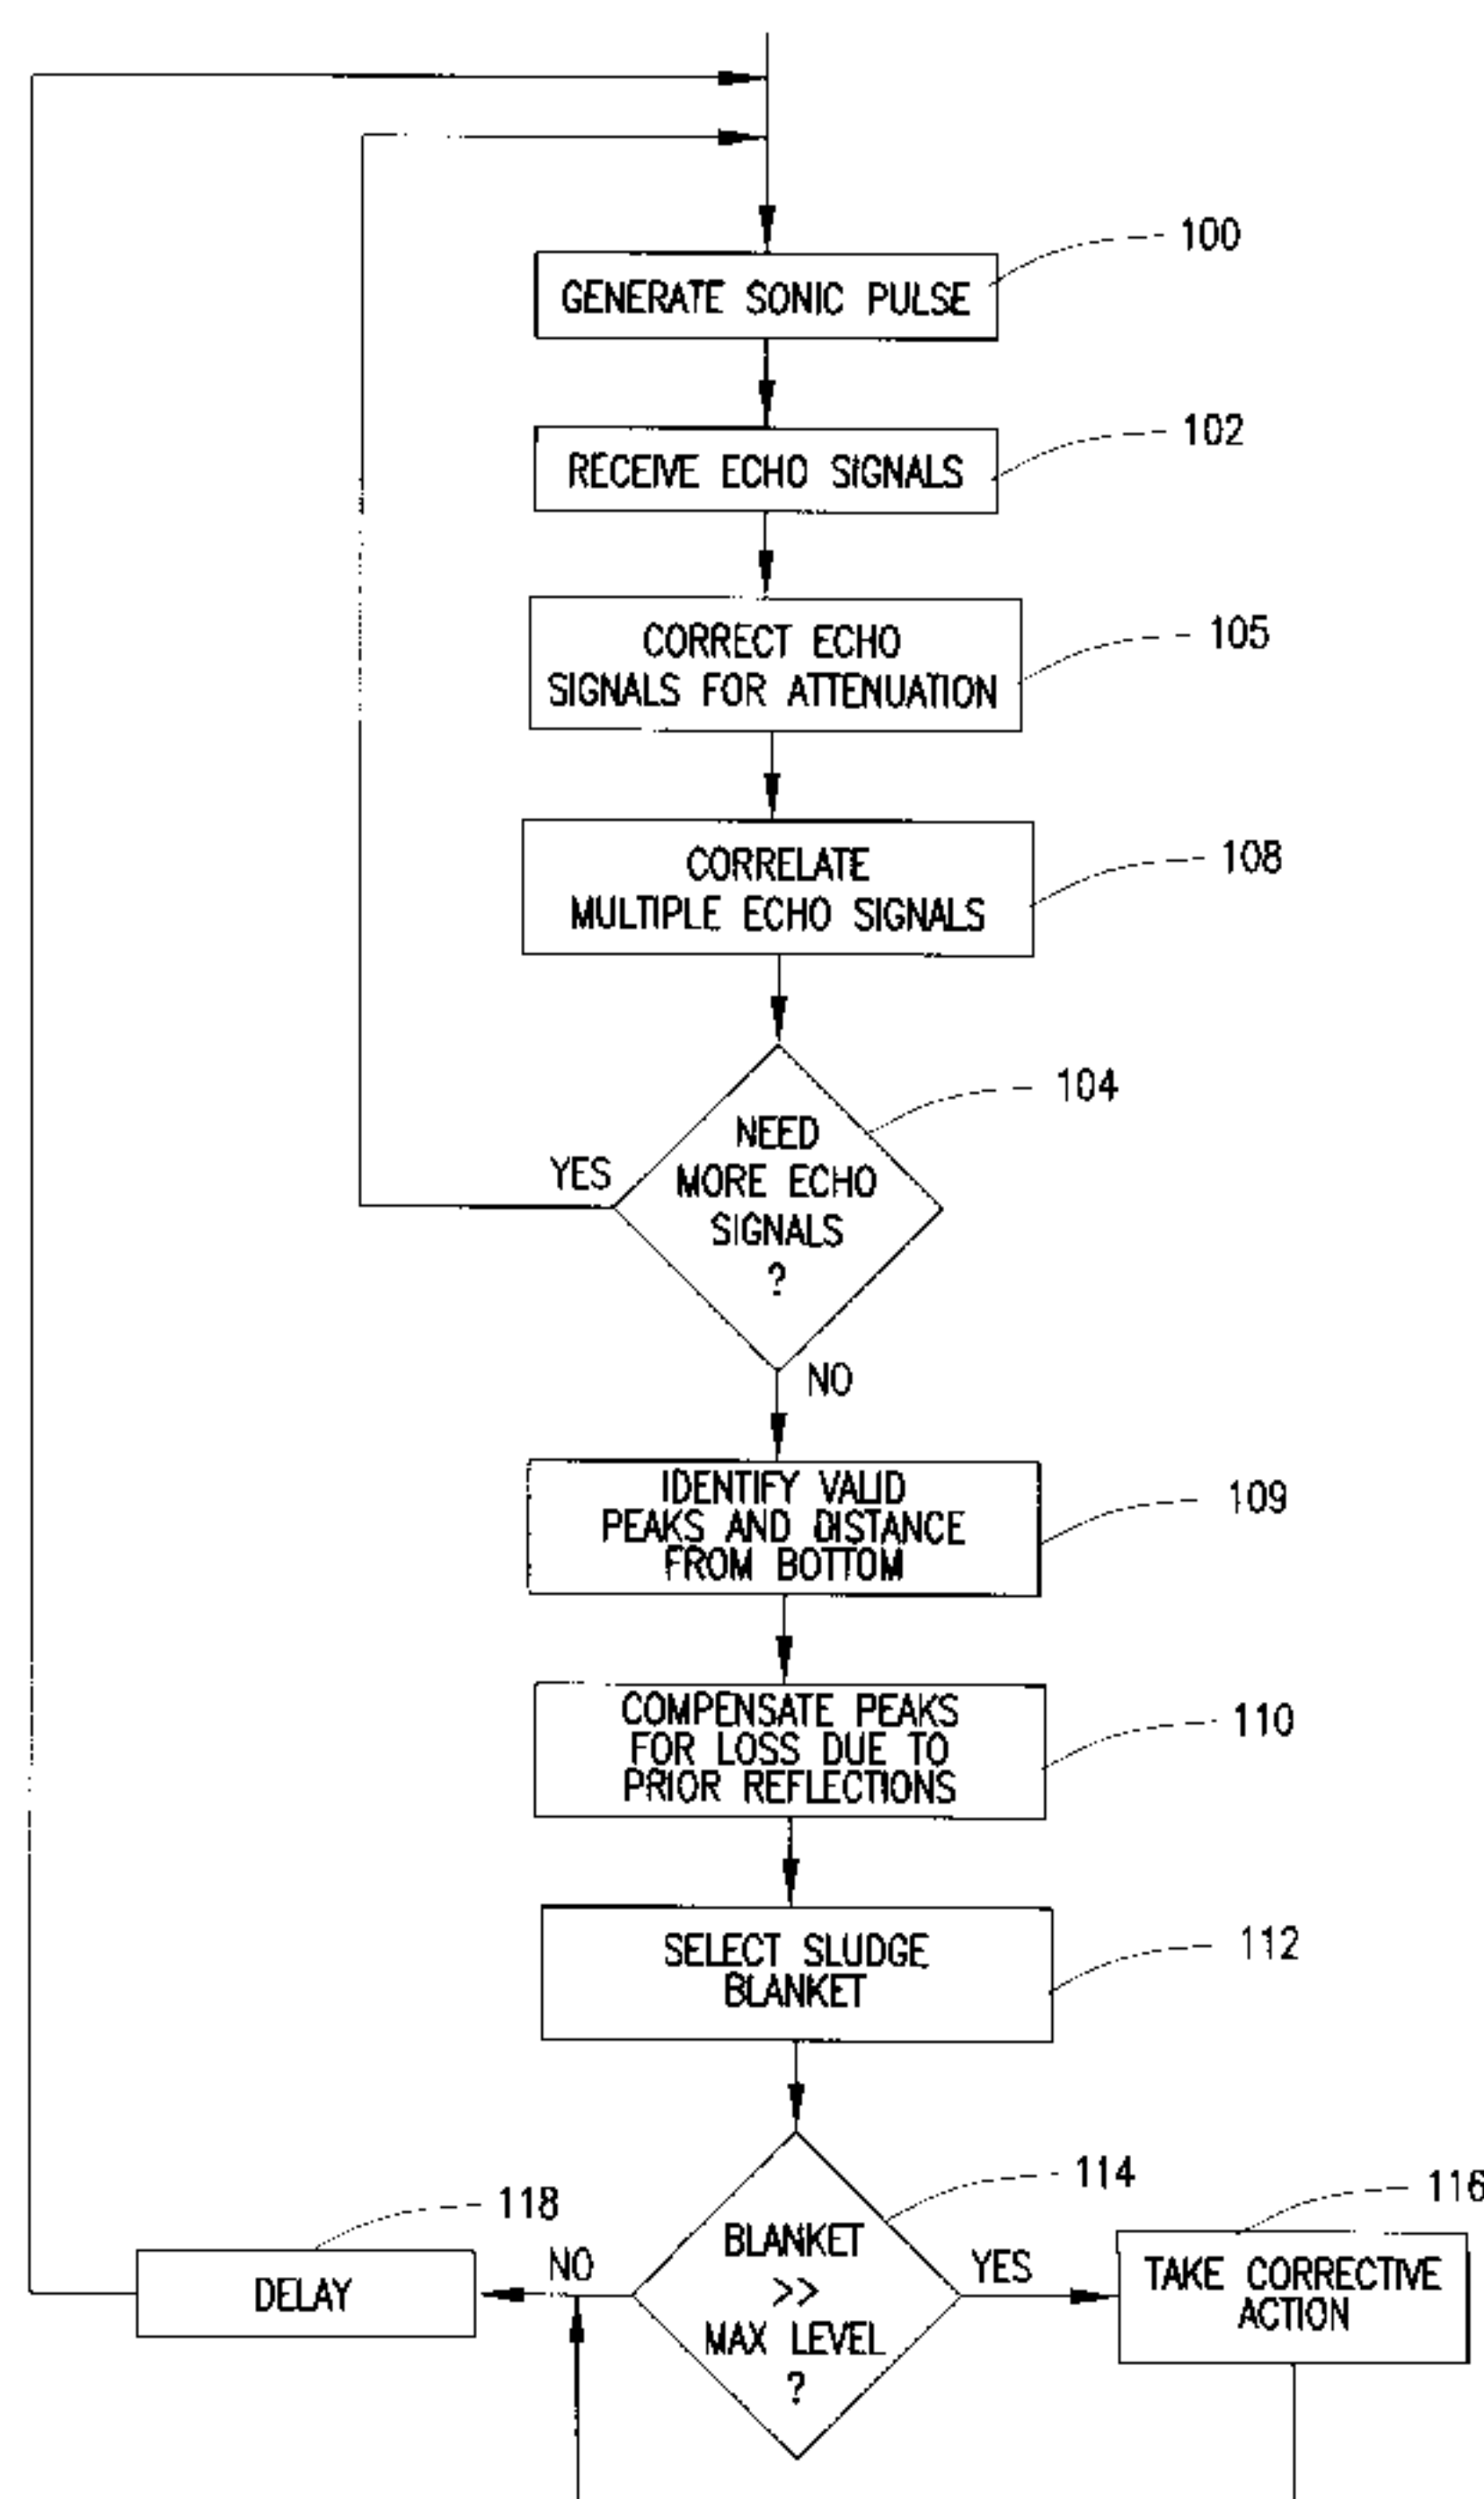 100
GENERATE SONIC PULSE
102
RECEIVE ECHO SIGNALS
105
CORRECT ECHO
SIGNALS FOR ATTENUATION
108
CORRELATE
MULTIPLE ECHO SIGNALS
104
NEED
MORE ECHO
SIGNALS
?
YES
NO
109
IDENTIFY VALID
PEAKS AND DISTANCE
FROM BOTTOM
110
COMPENSATE PEAKS
FOR LOSS DUE TO
PRIOR REFLECTIONS
112
SELECT SLUDGE
BLANKET
114
BLANKET
>>
MAX LEVEL
?
NO
YES
118
DELAY
116
TAKE CORRECTIVE
ACTION